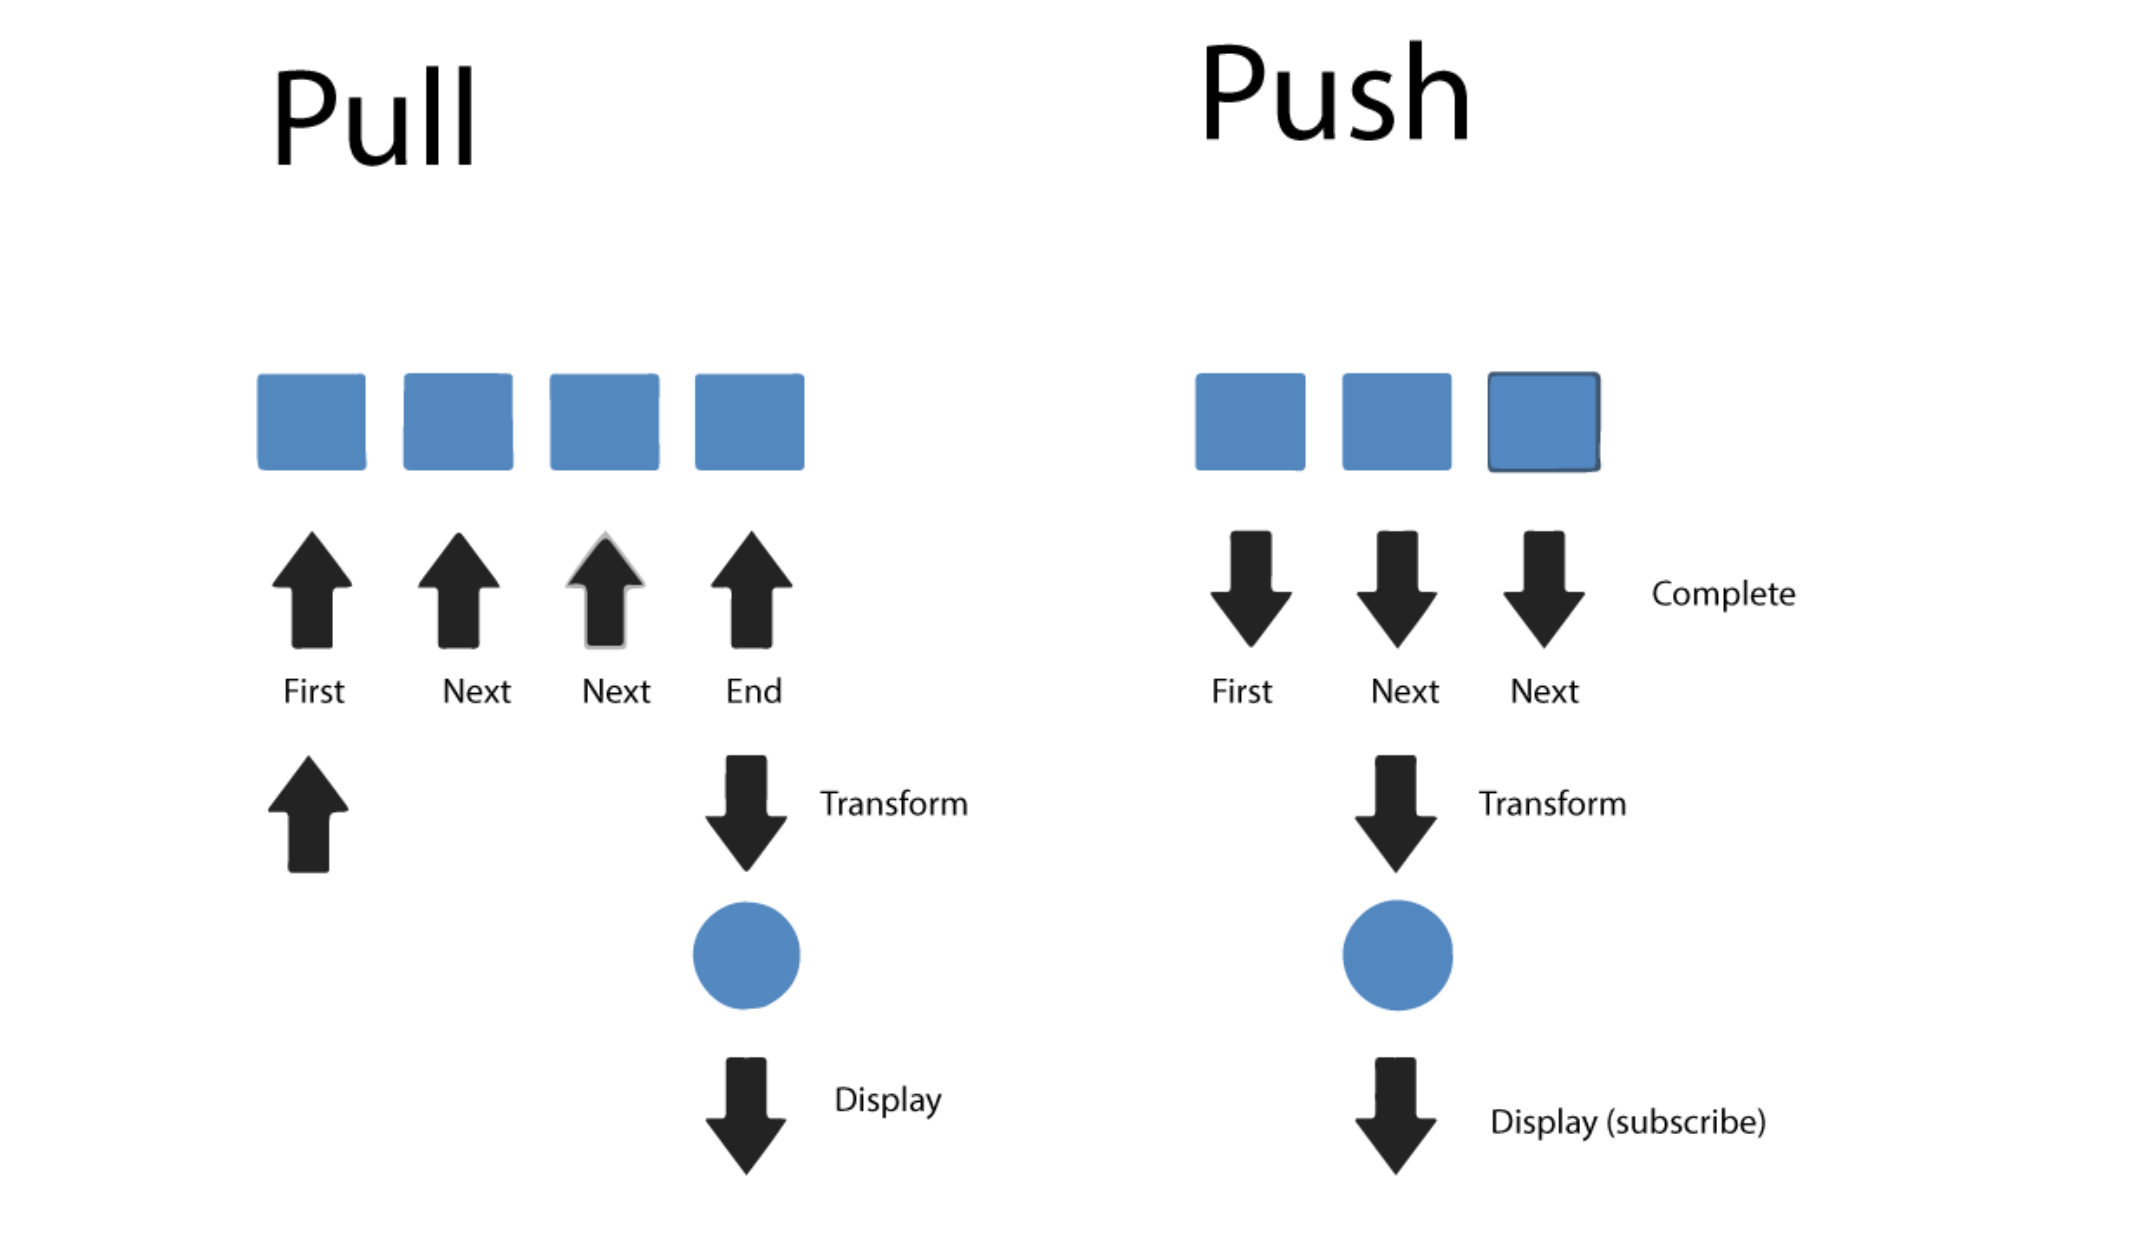 Pull
Push
First Next Next End
Transform
Display
Complete
First Next Next
Transform
Display (subscribe)